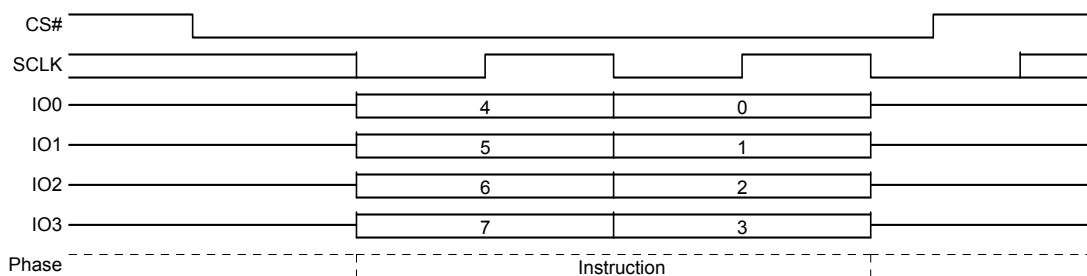 CS#
SCLK
IO0 4 0
IO1 5 1
IO2 6 2
IO3 7 3
Phase Instruction